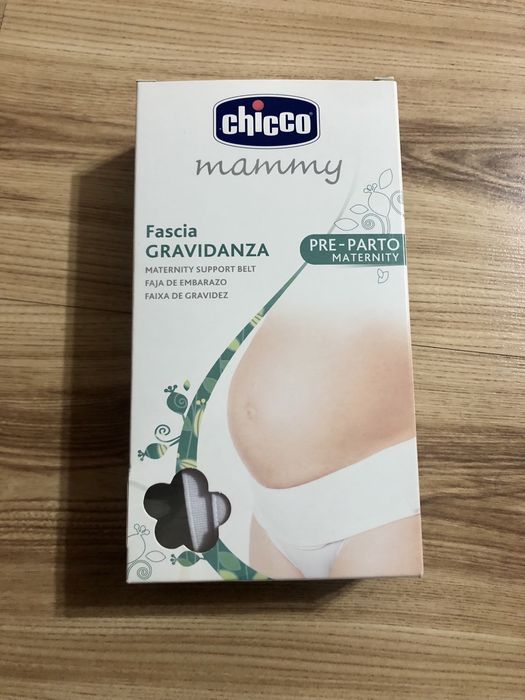 chicco
mammy
Fascia
GRAVIDANZA
MATERNITY SUPPORT BELT
FAJA DE EMBARAZO
FAIXA DE GRAVIDEZ
PRE-PARTO
MATERNITY